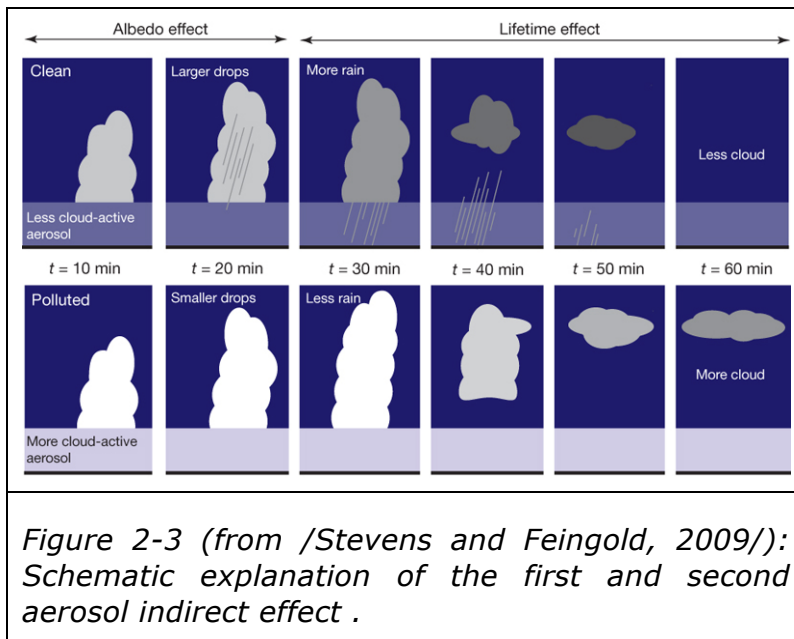 Albedo effect
Lifetime effect
Clean
Larger drops
More rain
Less cloud
Less cloud-active
aerosol
t = 10 min
t = 20 min
t = 30 min
t = 40 min
t = 50 min
t = 60 min
Polluted
Smaller drops
Less rain
More cloud
More cloud-active
aerosol
Figure 2-3 (from /Stevens and Feingold, 2009/):
Schematic explanation of the first and second
aerosol indirect effect .